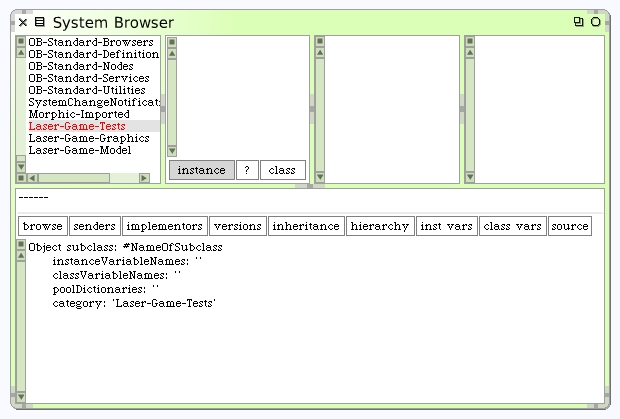 System Browser
OB-Standard-Browsers
OB-Standard-Definition
OB-Standard-Nodes
OB-Standard-Services
OB-Standard-Utilities
SystemChangeNotificati
Morphic-Imported
Laser-Game-Tests
Laser-Game-Graphics
Laser-Game-Model
instance ? class
------
browse senders implementors versions inheritance hierarchy inst vars class vars source
Object subclass: #NameOfSubclass
instanceVariableNames: ''
classVariableNames: ''
poolDictionaries: ''
category: 'Laser-Game-Tests'